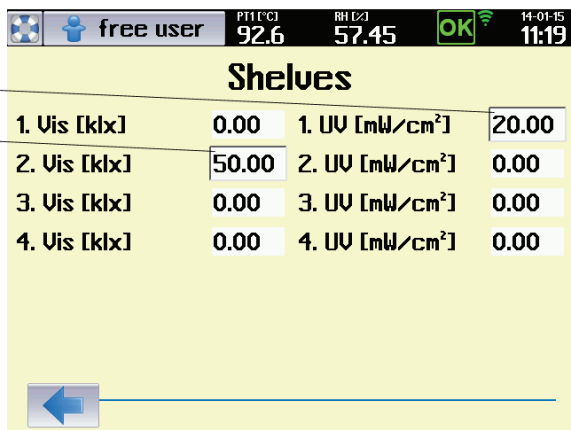 free user PT1 [°C] 92.6 RH [%] 57.45 OK 14-01-15 11:19
Shelves
1. Vis [klx] 0.00 1. UV [mW/cm²] 20.00
2. Vis [klx] 50.00 2. UV [mW/cm²] 0.00
3. Vis [klx] 0.00 3. UV [mW/cm²] 0.00
4. Vis [klx] 0.00 4. UV [mW/cm²] 0.00